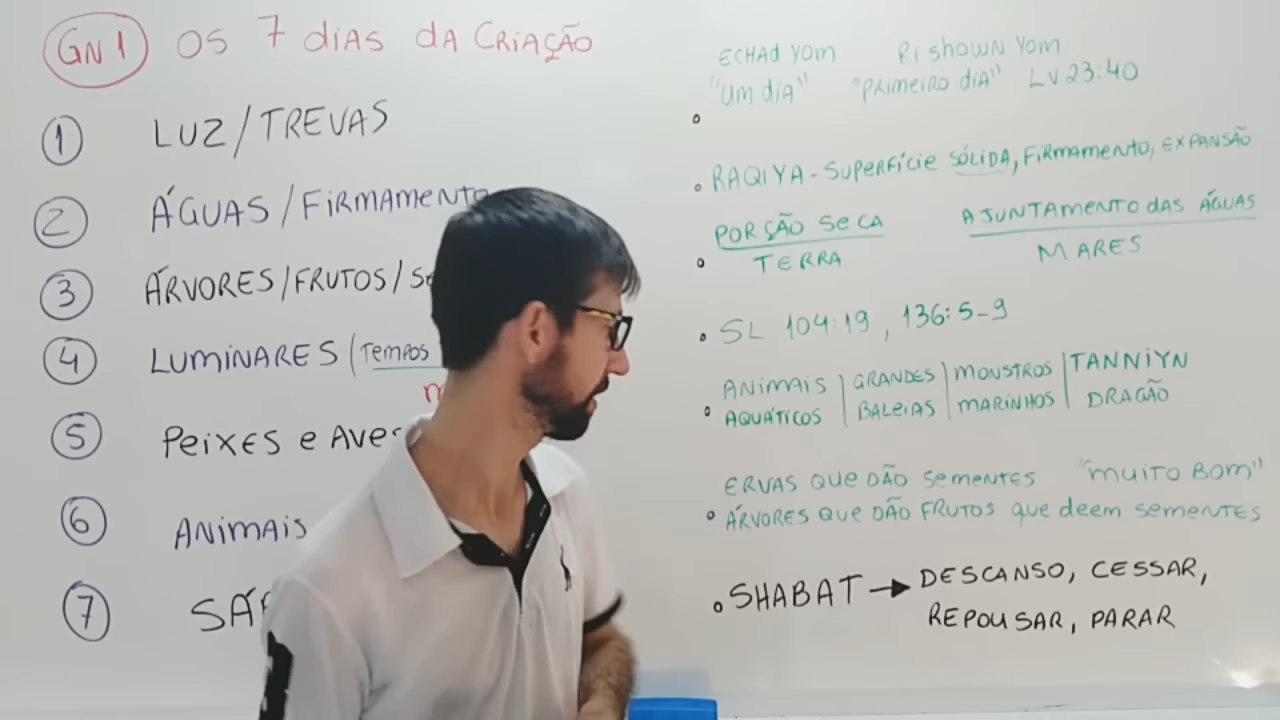 GN 1 OS 7 DIAS DA CRIAÇÃO
1 LUZ/TREVAS
2 ÁGUAS/FIRMAMENTO
3 ÁRVORES/FRUTOS/
4 LUMINARES (TEMPOS
5 PEIXES E AVES
6 ANIMAIS
7
ECHAD YOM RISHOWN YOM
"UM DIA" "PRIMEIRO DIA" LV 23:40
RAQIYA - SUPERFÍCIE SÓLIDA, FIRMAMENTO, EXPANSÃO
PORÇÃO SECA AJUNTAMENTO DAS ÁGUAS
TERRA MARES
SL 104:19, 136:5-9
ANIMAIS | GRANDES | MONSTROS | TANNIYN
AQUÁTICOS | BALEIAS | MARINHOS | DRAGÃO
ERVAS QUE DÃO SEMENTES "MUITO BOM"
ÁRVORES QUE DÃO FRUTOS QUE DEEM SEMENTES
SHABAT → DESCANSO, CESSAR,
REPOUSAR, PARAR